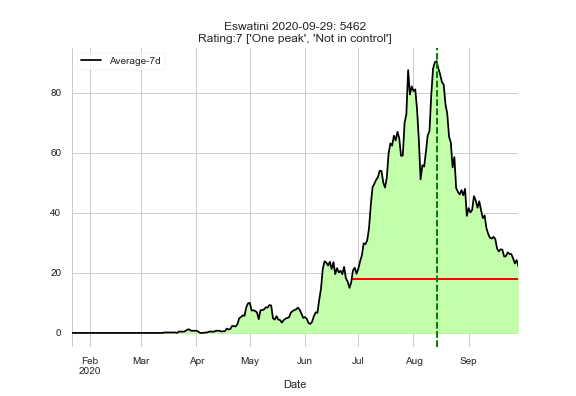 Eswatini 2020-09-29: 5462
Rating:7 ['One peak', 'Not in control']
Average-7d
80
60
40
20
0
Feb Mar Apr May Jun Jul Aug Sep
2020
Date